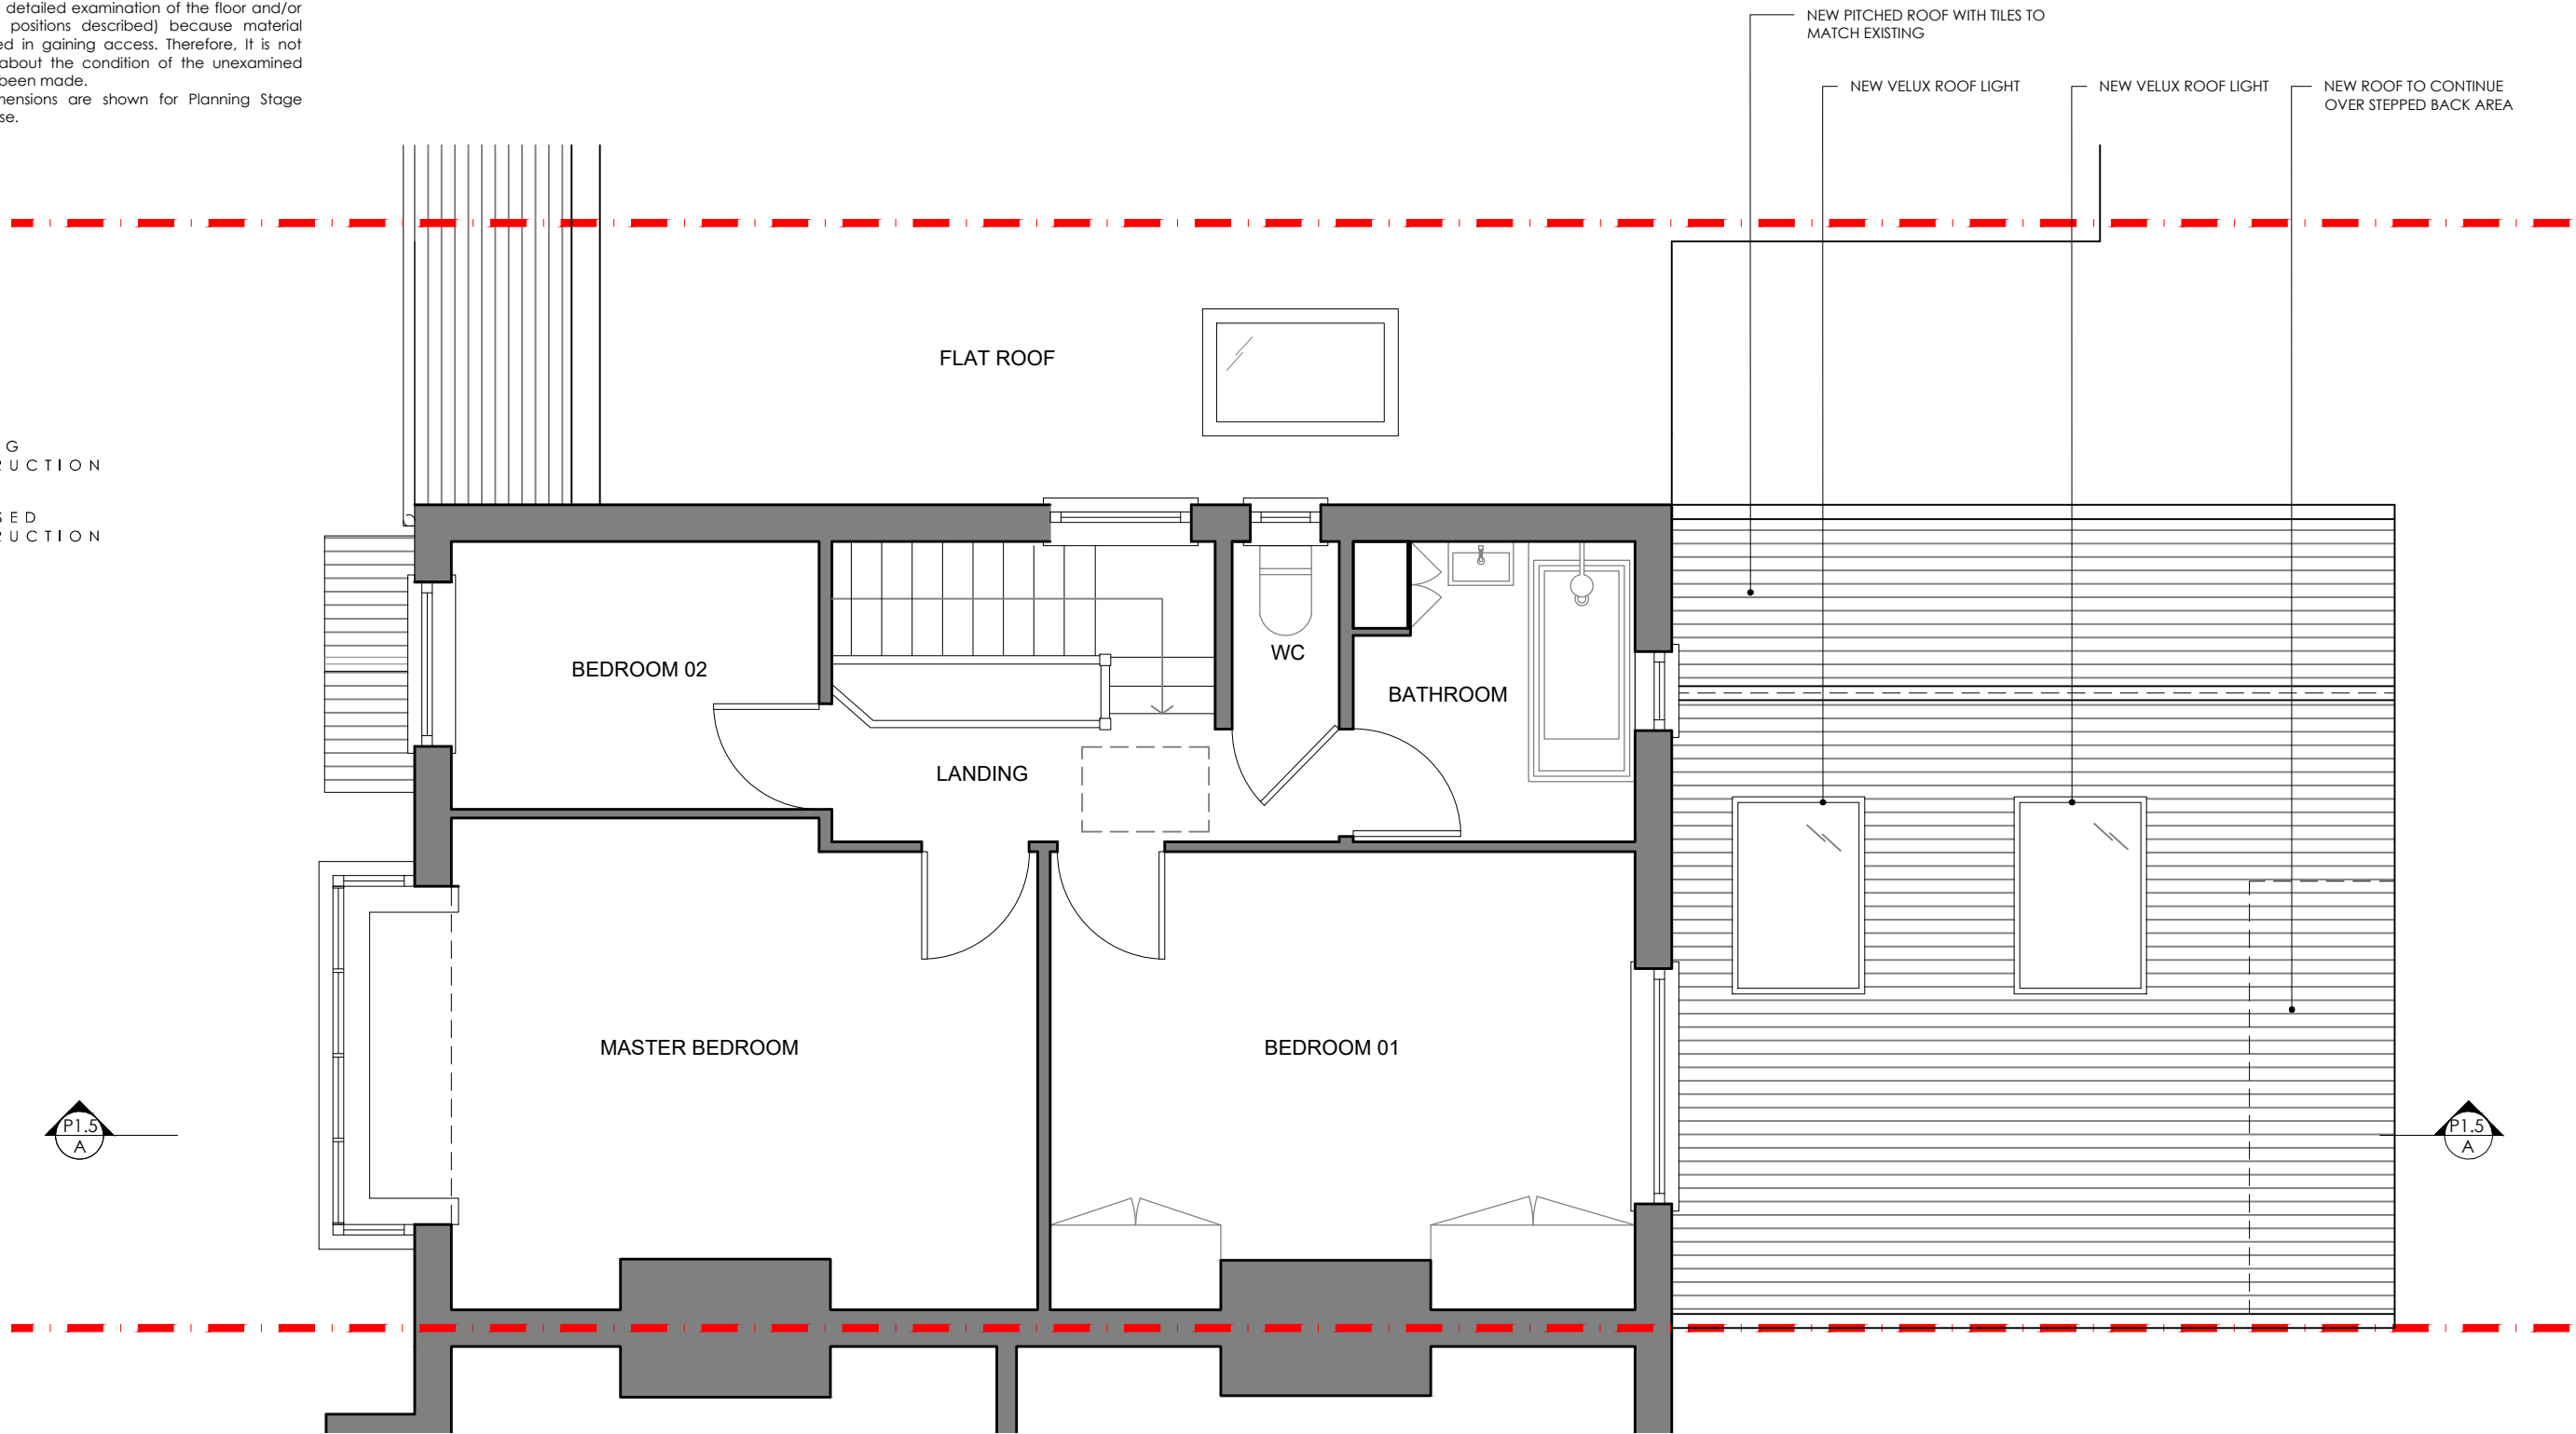 detailed examination of the floor and/or
positions described) because material
ed in gaining access. Therefore, It is not
about the condition of the unexamined
been made.
mensions are shown for Planning Stage
se.
NEW PITCHED ROOF WITH TILES TO
MATCH EXISTING
NEW VELUX ROOF LIGHT
NEW VELUX ROOF LIGHT
NEW ROOF TO CONTINUE
OVER STEPPED BACK AREA
G
RUCTION
SED
RUCTION
FLAT ROOF
BEDROOM 02
WC
BATHROOM
LANDING
MASTER BEDROOM
BEDROOM 01
P1.5
A
P1.5
A